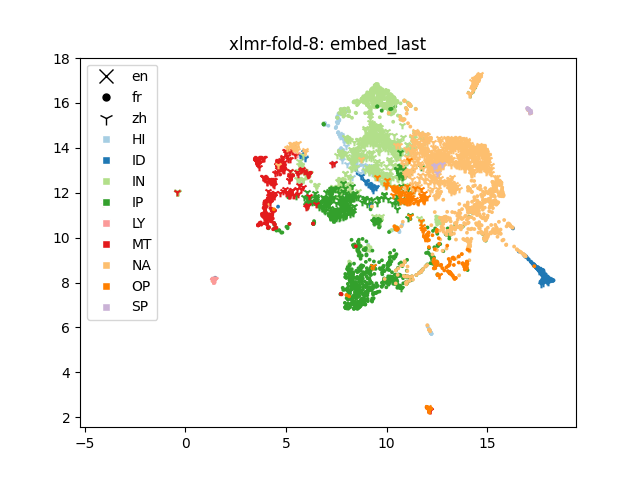 xlmr-fold-8: embed_last
18
16
14
12
10
8
6
4
2
−5
0
5
10
15
en
fr
zh
HI
ID
IN
IP
LY
MT
NA
OP
SP